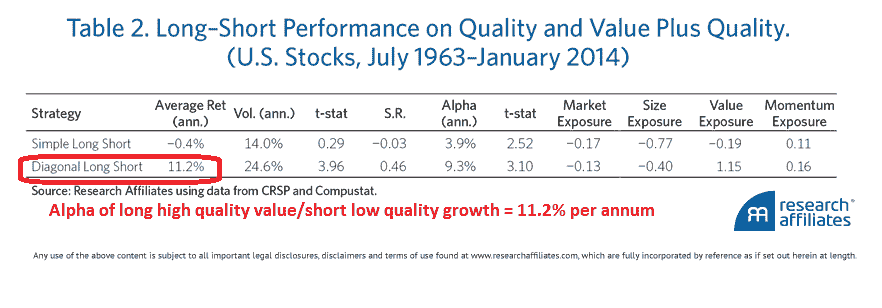 Table 2. Long–Short Performance on Quality and Value Plus Quality.
(U.S. Stocks, July 1963–January 2014)
Strategy Average Ret (ann.) Vol. (ann.) t-stat S.R. Alpha (ann.) t-stat Market Exposure Size Exposure Value Exposure Momentum Exposure
Simple Long Short −0.4% 14.0% 0.29 −0.03 3.9% 2.52 −0.17 −0.77 −0.19 0.11
Diagonal Long Short 11.2% 24.6% 3.96 0.46 9.3% 3.10 −0.13 −0.40 1.15 0.16
Source: Research Affiliates using data from CRSP and Compustat.
Alpha of long high quality value/short low quality growth = 11.2% per annum
research
affiliates®
Any use of the above content is subject to all important legal disclosures, disclaimers and terms of use found at www.researchaffiliates.com, which are fully incorporated by reference as if set out herein at length.